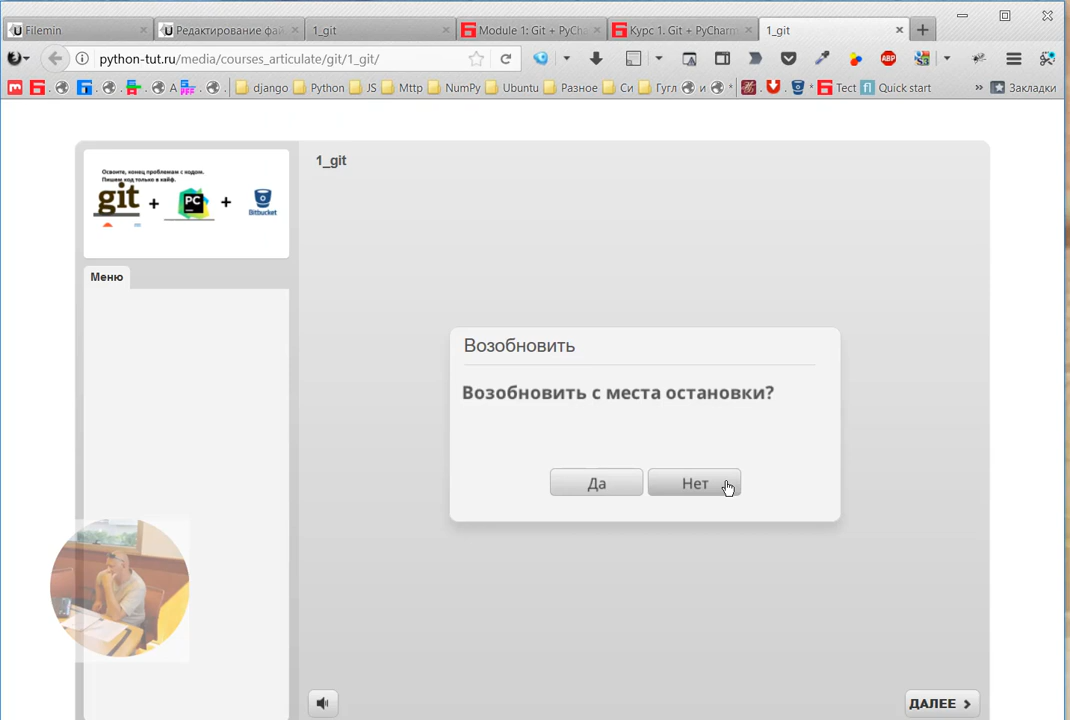 Filemin
Редактирование фай
1_git
Module 1: Git + PyCha
Курс 1. Git + PyCharm
1_git
python-tut.ru/media/courses_articulate/git/1_git/
ABP
A
django
Python
JS
Mttp
NumPy
Ubuntu
Разное
Си
Гугл
Тест
Quick start
»
Закладки
1_git
Освоите, конец проблемам с кодом.
Пишем код только в кайф.
git + PC + Bitbucket
Меню
Возобновить
Возобновить с места остановки?
Да
Нет
ДАЛЕЕ